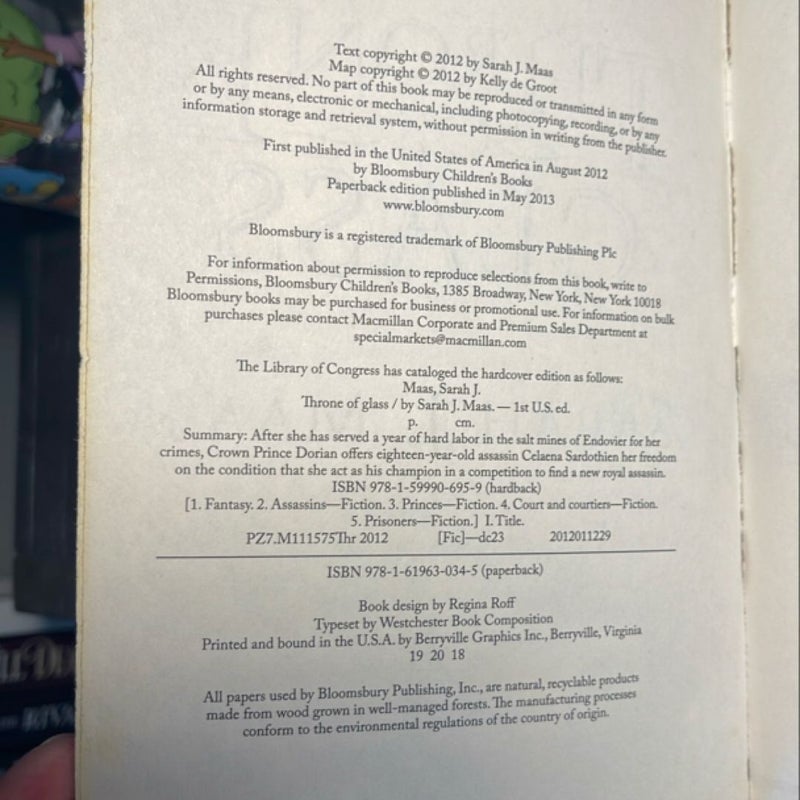 Text copyright © 2012 by Sarah J. Maas
Map copyright © 2012 by Kelly de Groot
All rights reserved. No part of this book may be reproduced or transmitted in any form
or by any means, electronic or mechanical, including photocopying, recording, or by any
information storage and retrieval system, without permission in writing from the publisher.
First published in the United States of America in August 2012
by Bloomsbury Children's Books
Paperback edition published in May 2013
www.bloomsbury.com
Bloomsbury is a registered trademark of Bloomsbury Publishing Plc
For information about permission to reproduce selections from this book, write to
Permissions, Bloomsbury Children's Books, 1385 Broadway, New York, New York 10018
Bloomsbury books may be purchased for business or promotional use. For information on bulk
purchases please contact Macmillan Corporate and Premium Sales Department at
specialmarkets@macmillan.com
The Library of Congress has cataloged the hardcover edition as follows:
Maas, Sarah J.
Throne of glass / by Sarah J. Maas. — 1st U.S. ed.
p. cm.
Summary: After she has served a year of hard labor in the salt mines of Endovier for her
crimes, Crown Prince Dorian offers eighteen-year-old assassin Celaena Sardothien her freedom
on the condition that she act as his champion in a competition to find a new royal assassin.
ISBN 978-1-59990-695-9 (hardback)
[1. Fantasy. 2. Assassins—Fiction. 3. Princes—Fiction. 4. Court and courtiers—Fiction.
5. Prisoners—Fiction.] I. Title.
PZ7.M111575Thr 2012 [Fic]—dc23 2012011229
ISBN 978-1-61963-034-5 (paperback)
Book design by Regina Roff
Typeset by Westchester Book Composition
Printed and bound in the U.S.A. by Berryville Graphics Inc., Berryville, Virginia
19 20 18
All papers used by Bloomsbury Publishing, Inc., are natural, recyclable products
made from wood grown in well-managed forests. The manufacturing processes
conform to the environmental regulations of the country of origin.